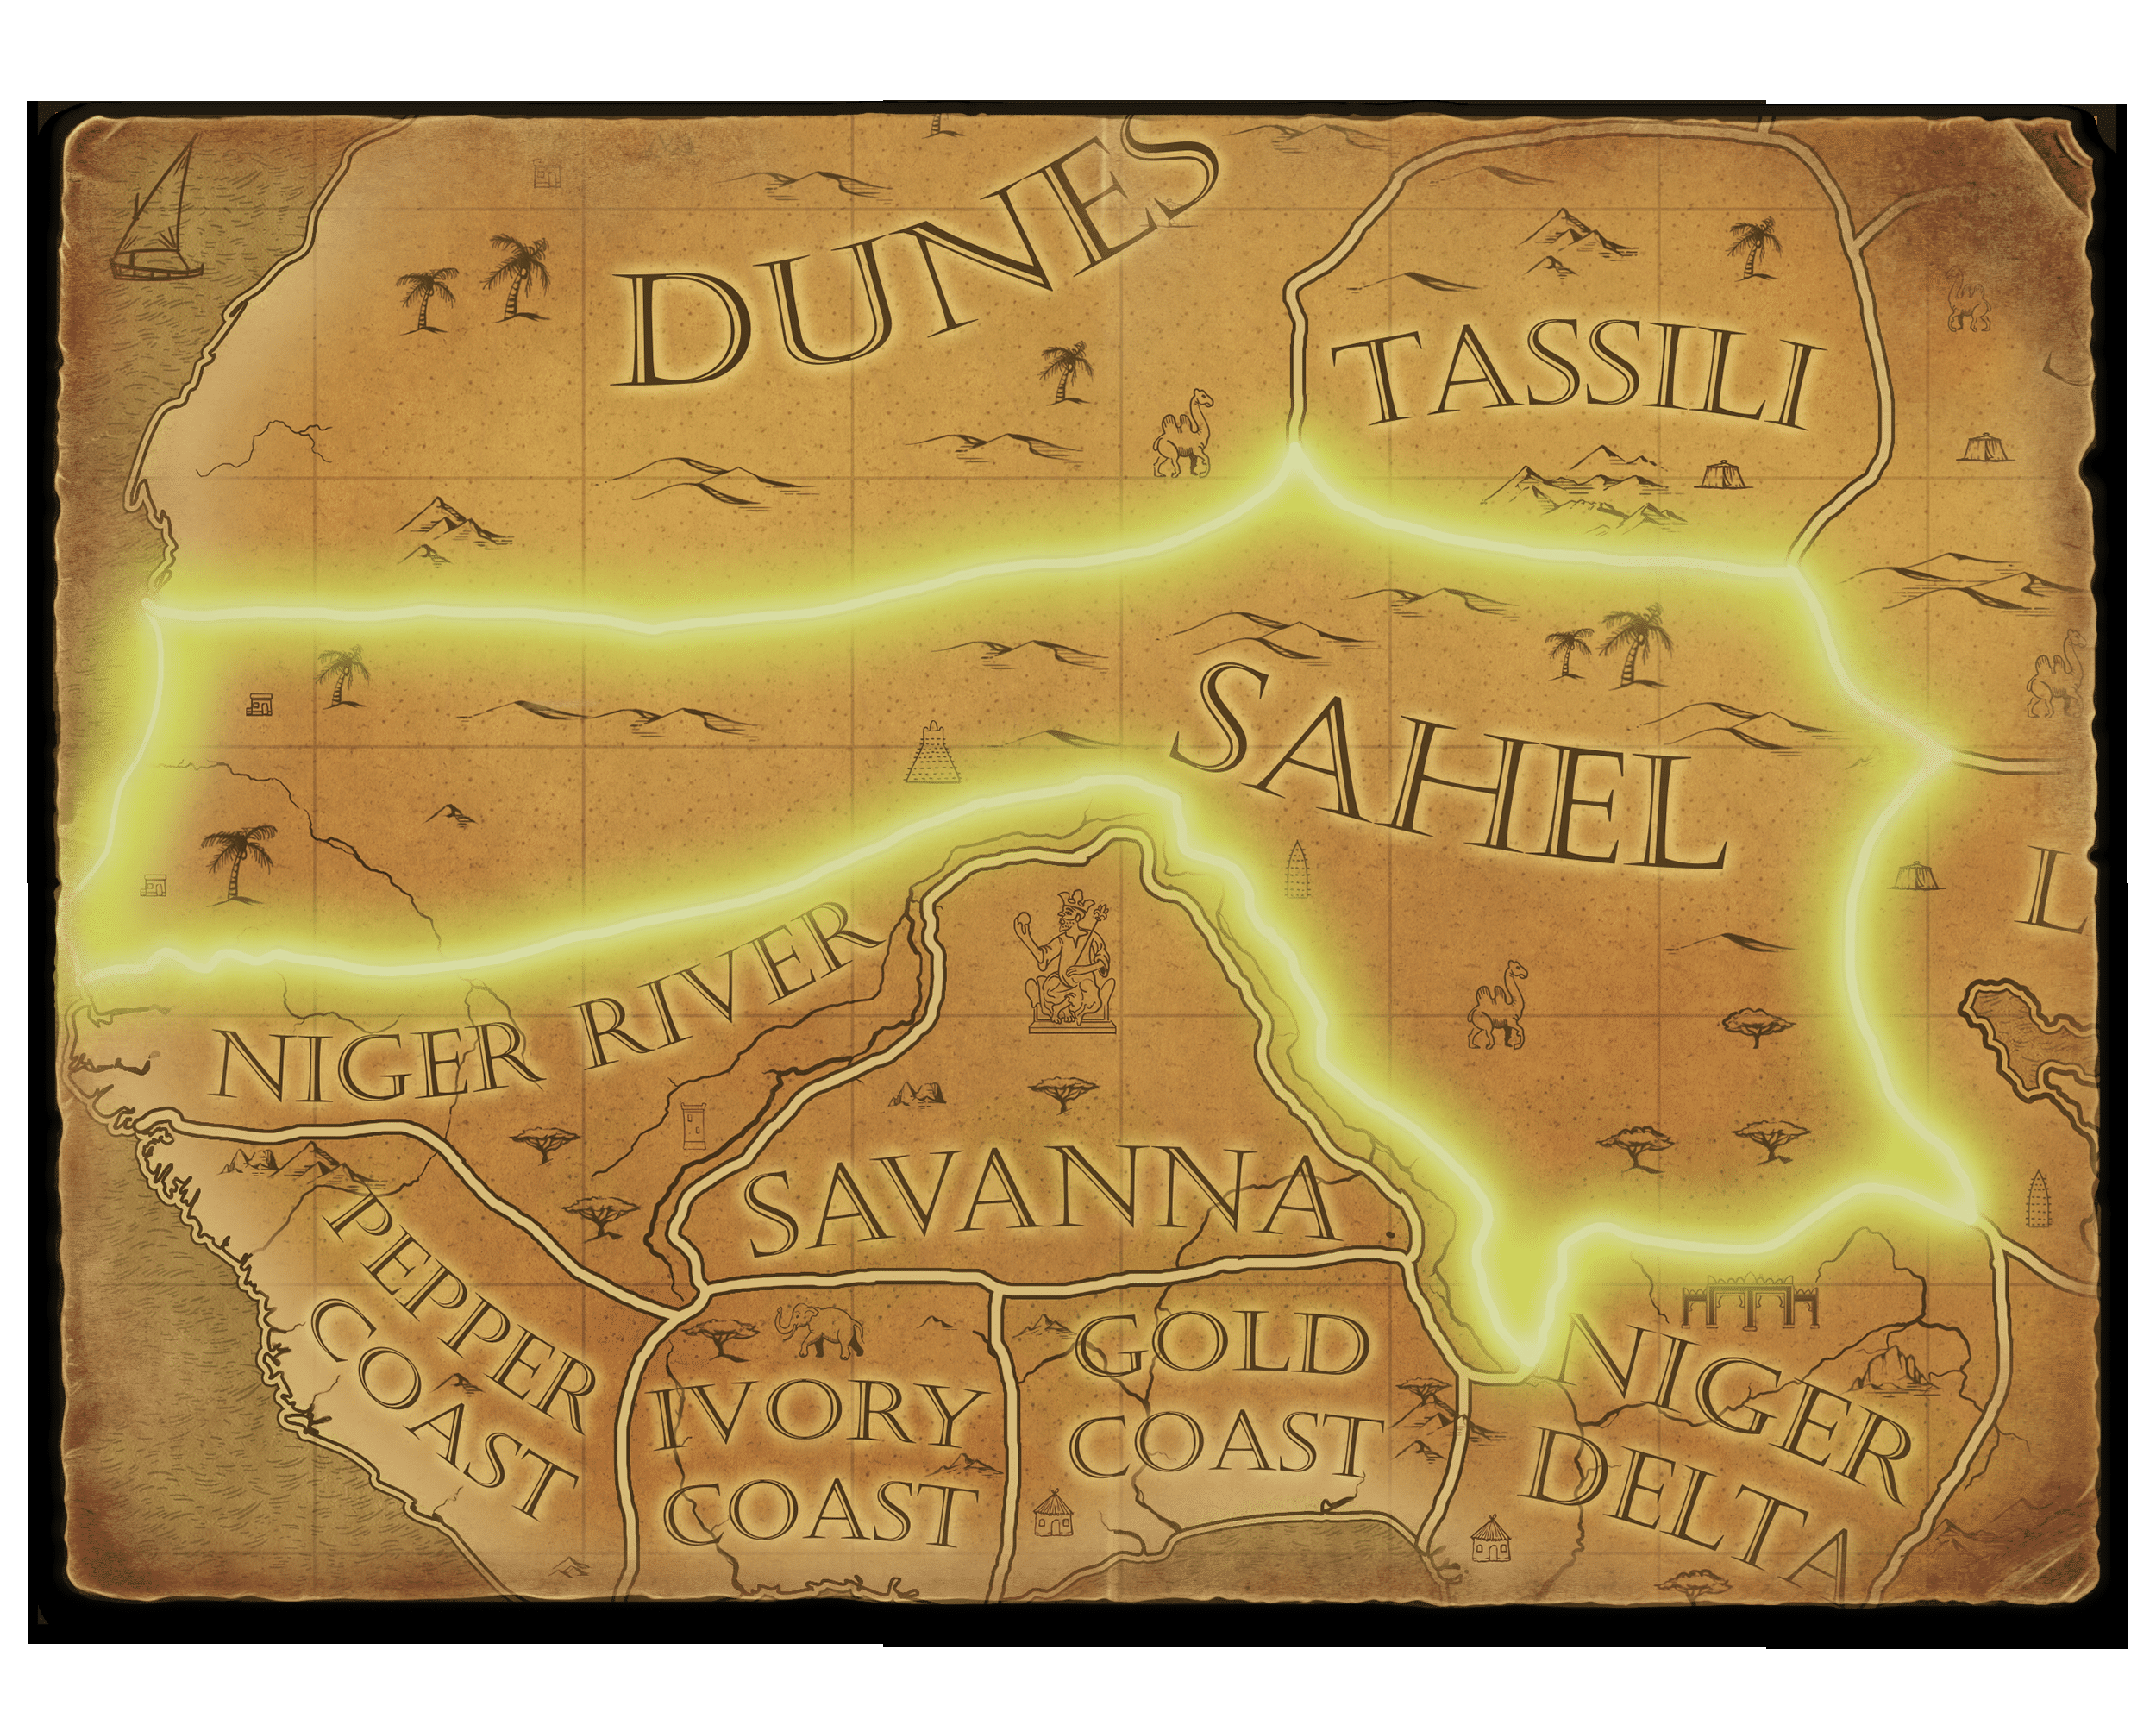 DUNES
TASSILI
SAHEL
L
NIGER RIVER
SAVANNA
PEPPER
COAST
IVORY
COAST
GOLD
COAST
NIGER
DELTA